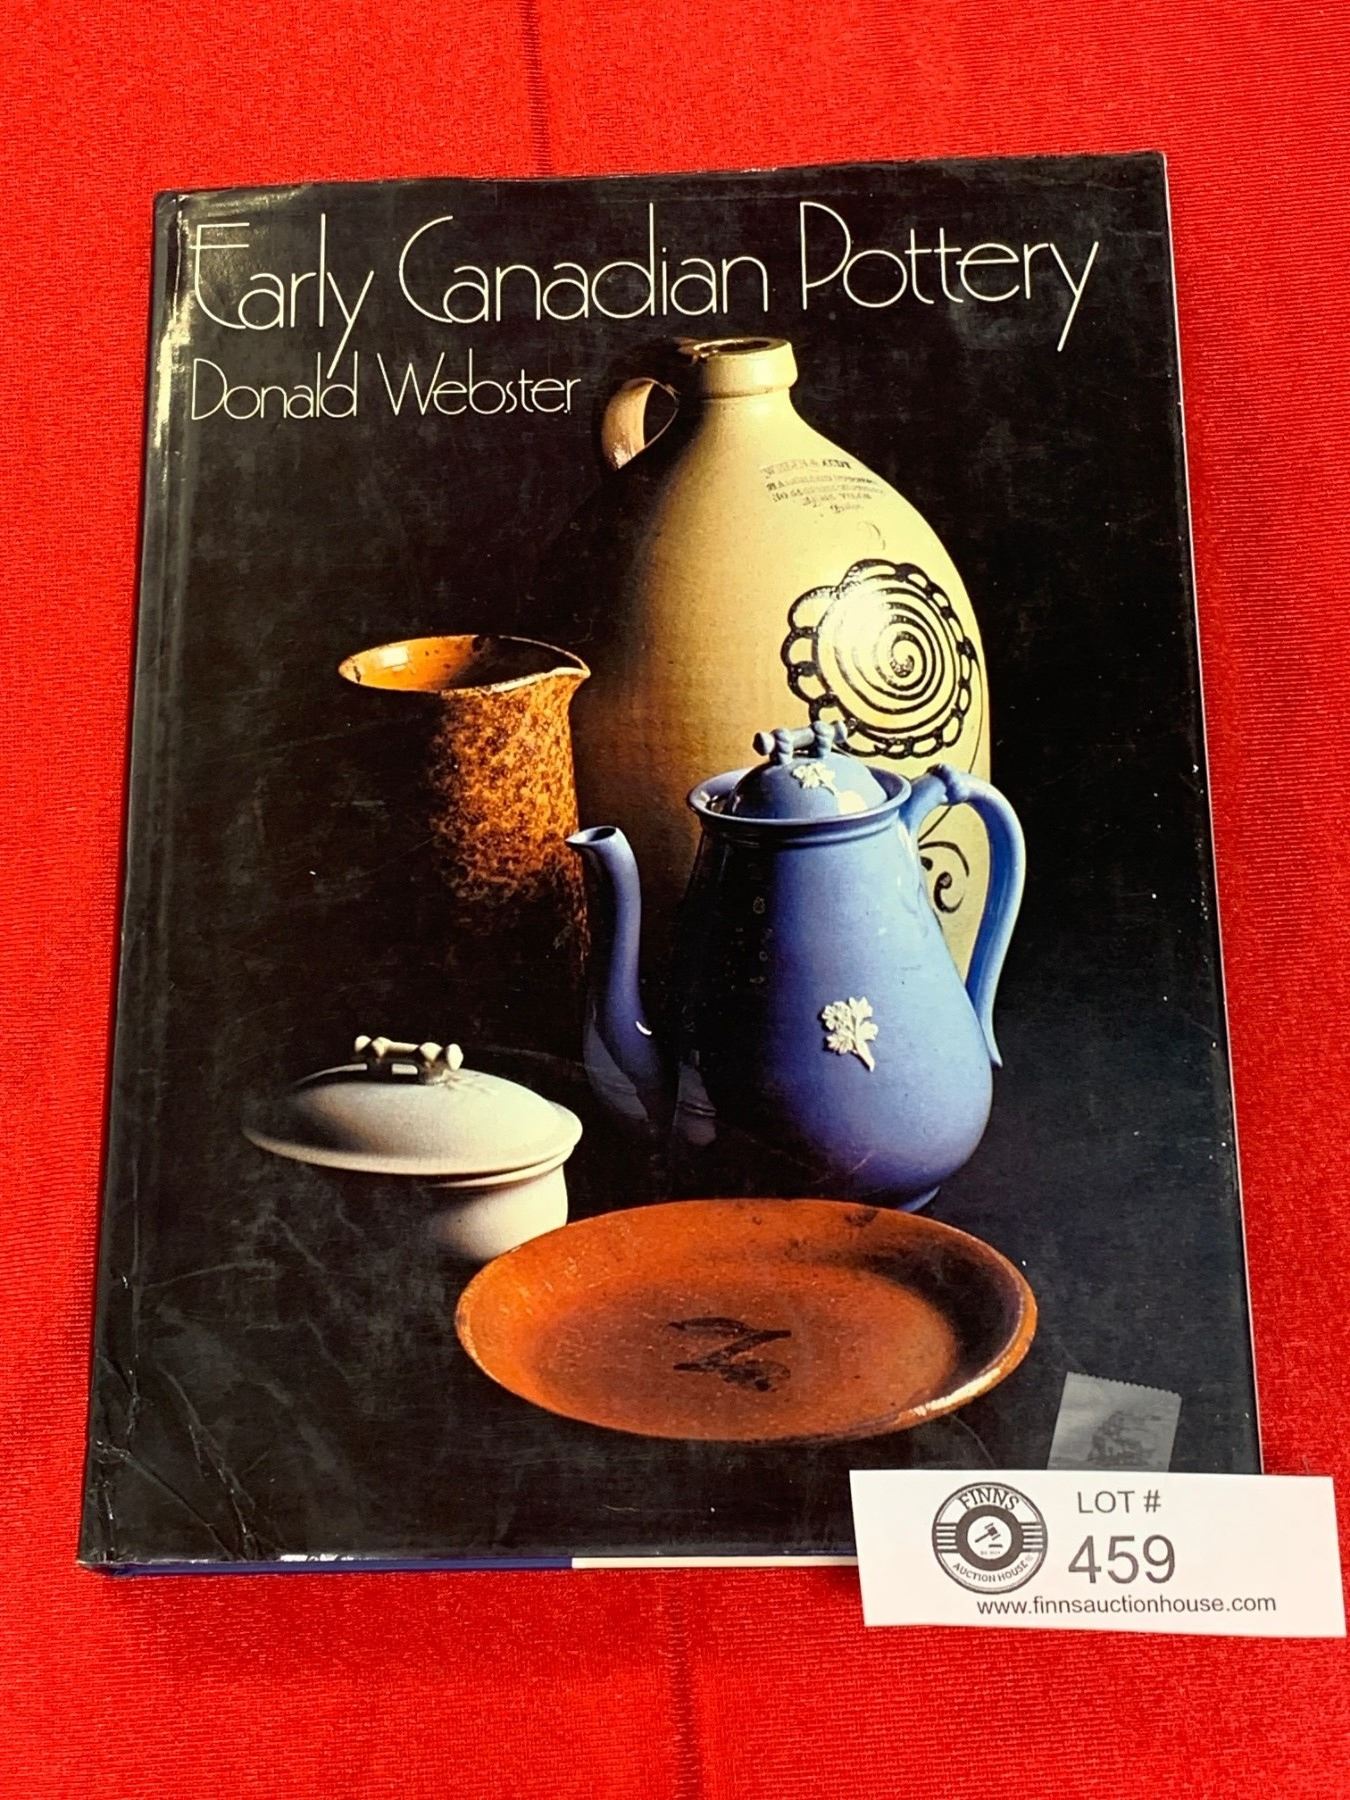 Early Canadian Pottery
Donald Webster
FINNS
AUCTION HOUSE
LOT #
459
www.finnsauctionhouse.com